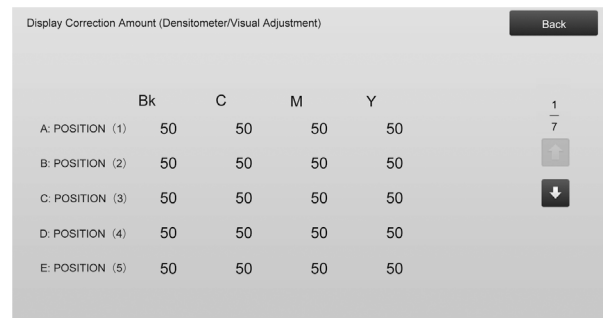 Display Correction Amount (Densitometer/Visual Adjustment) Back
Bk C M Y
1
A: POSITION (1) 50 50 50 50
7
B: POSITION (2) 50 50 50 50
C: POSITION (3) 50 50 50 50
D: POSITION (4) 50 50 50 50
E: POSITION (5) 50 50 50 50